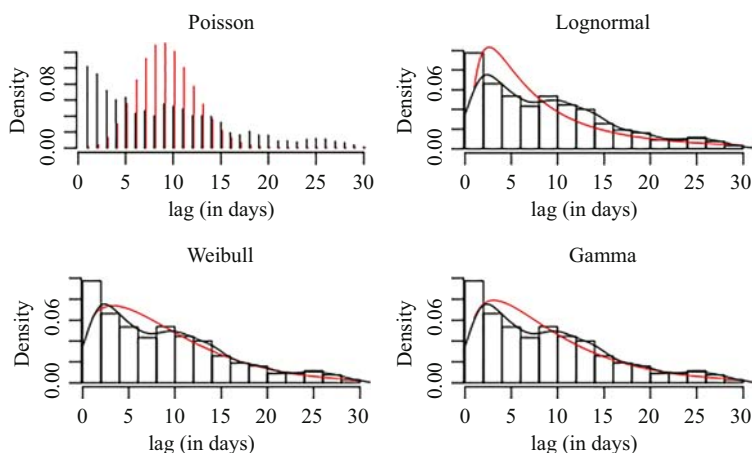 Poisson
Density
0.00
0.08
0 5 10 15 20 25 30
lag (in days)
Lognormal
Density
0.00
0.06
0 5 10 15 20 25 30
lag (in days)
Weibull
Density
0.00
0.06
0 5 10 15 20 25 30
lag (in days)
Gamma
Density
0.00
0.06
0 5 10 15 20 25 30
lag (in days)